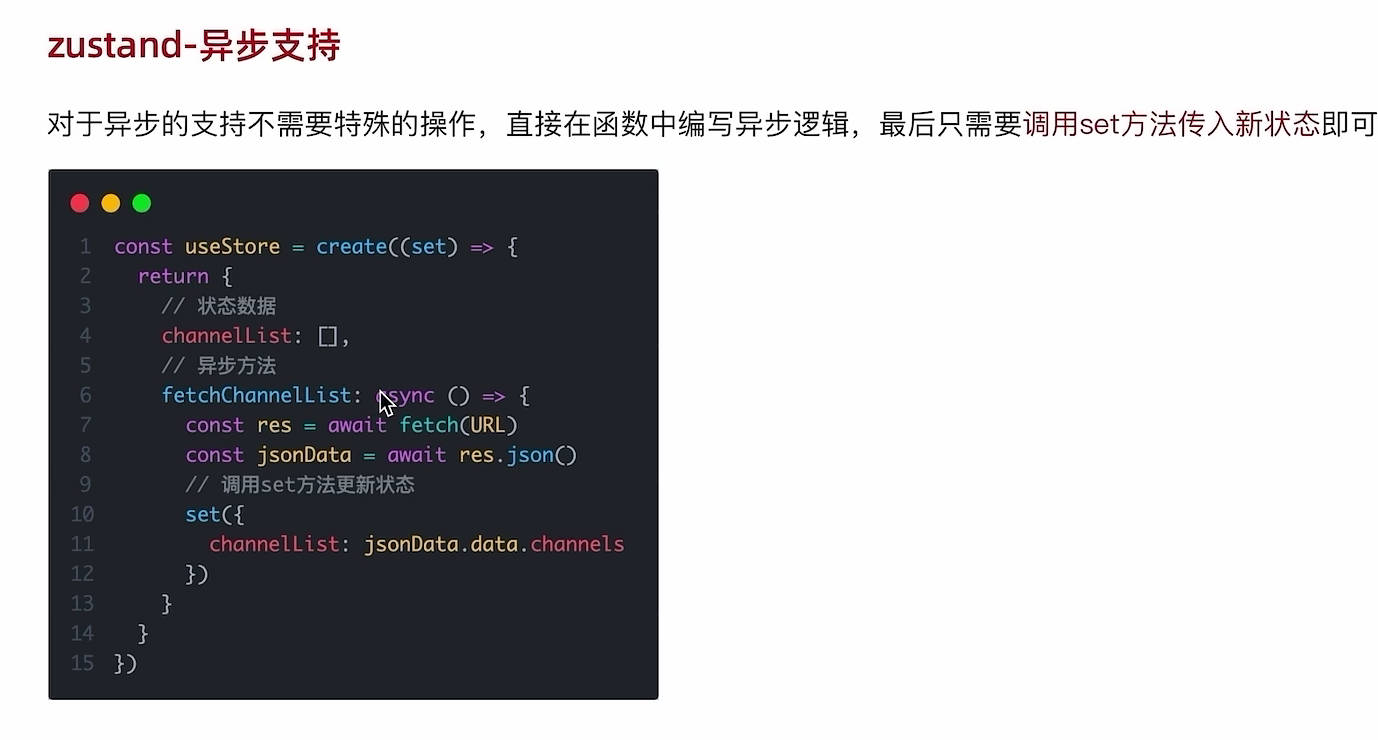 zustand-异步支持
对于异步的支持不需要特殊的操作，直接在函数中编写异步逻辑，最后只需要调用set方法传入新状态即可
1 const useStore = create((set) => {
2   return {
3     // 状态数据
4     channelList: [],
5     // 异步方法
6     fetchChannelList: async () => {
7       const res = await fetch(URL)
8       const jsonData = await res.json()
9       // 调用set方法更新状态
10       set({
11         channelList: jsonData.data.channels
12       })
13     }
14   }
15 })